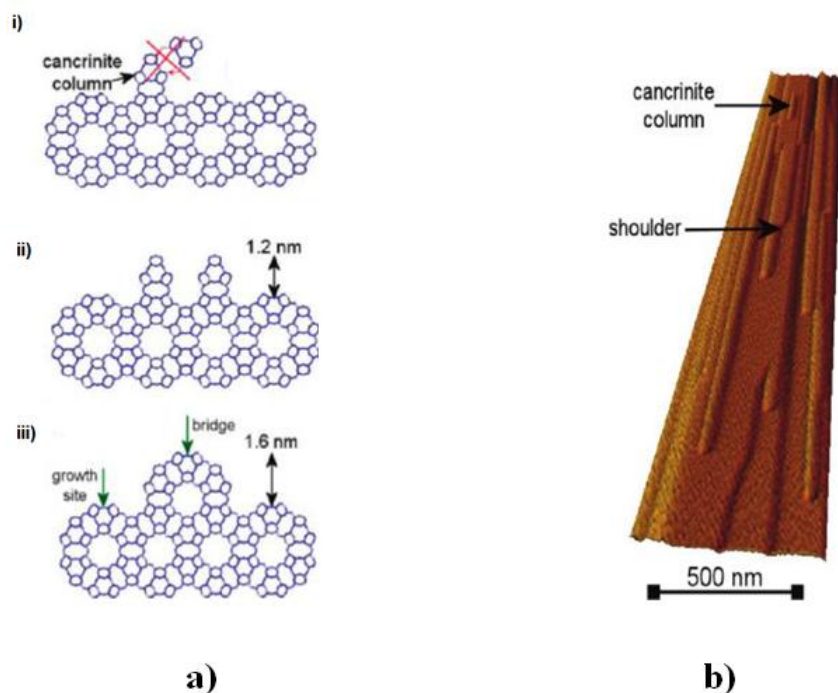 i)
cancrinite
column
ii)
1.2 nm
iii)
bridge
1.6 nm
growth
site
a)
cancrinite
column
shoulder
500 nm
b)